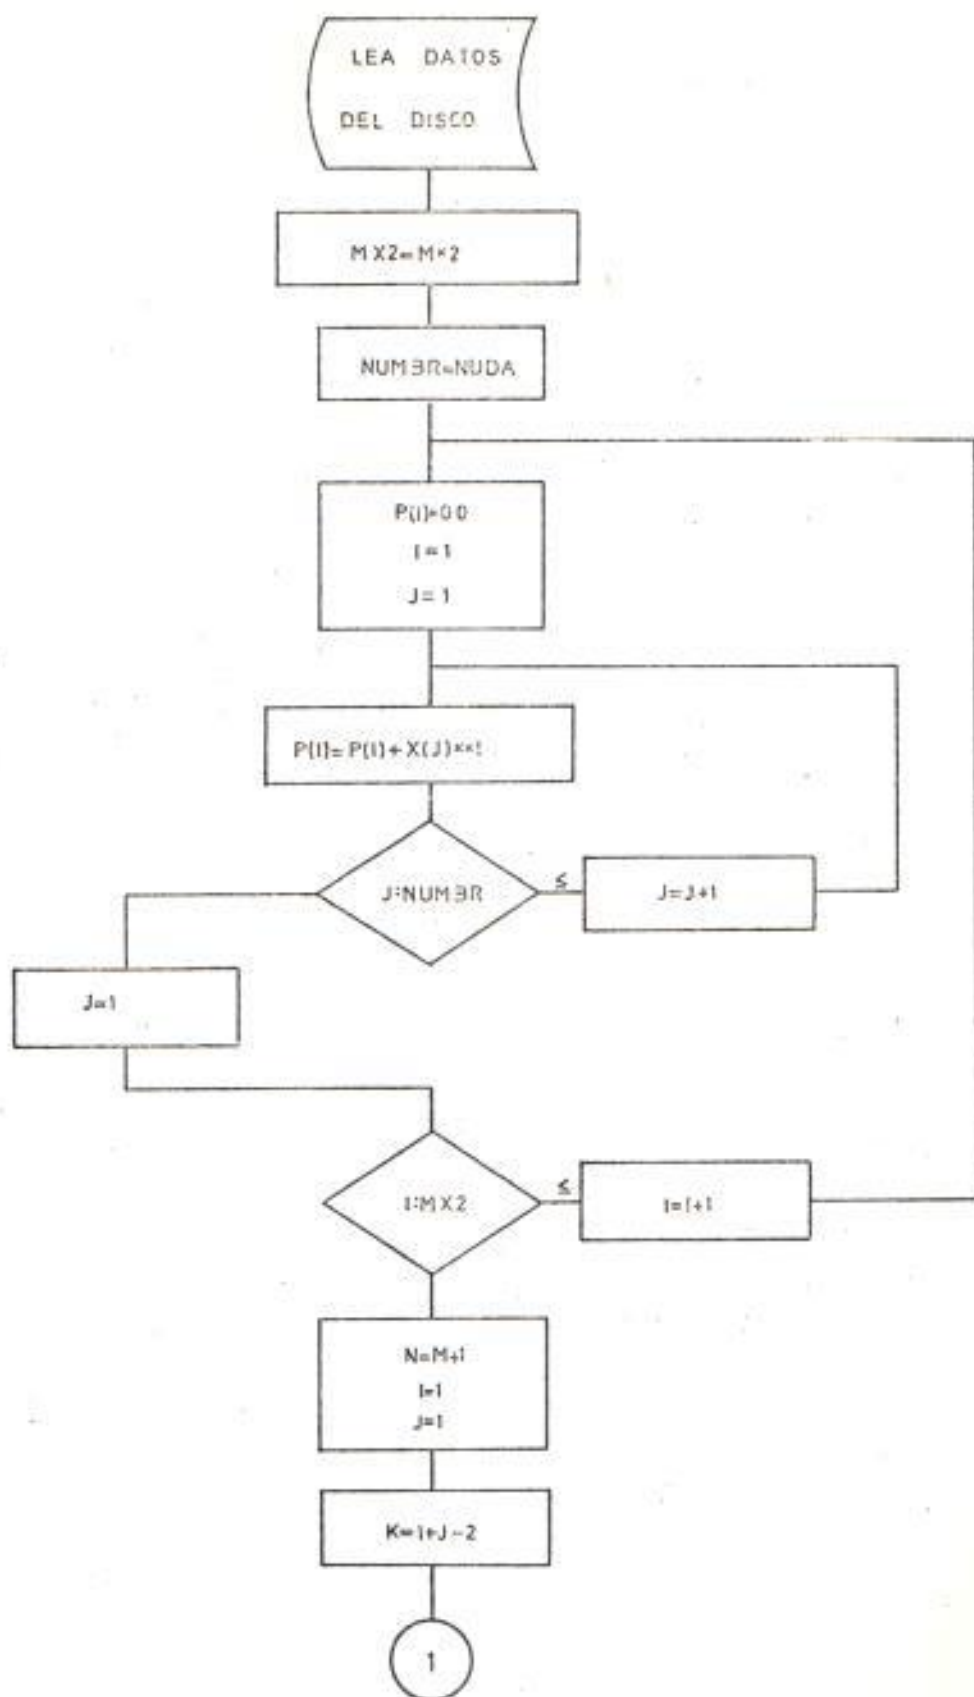 LEA DATOS
DEL DISCO
MX2=M*2
NUMBR=NUDA
P(I)=0.0
I=1
J=1
P(I)=P(I)+X(J)**I
J:NUMBR
≤
J=J+1
J=1
I:MX2
≤
I=I+1
N=M+1
I=1
J=1
K=I+J-2
1